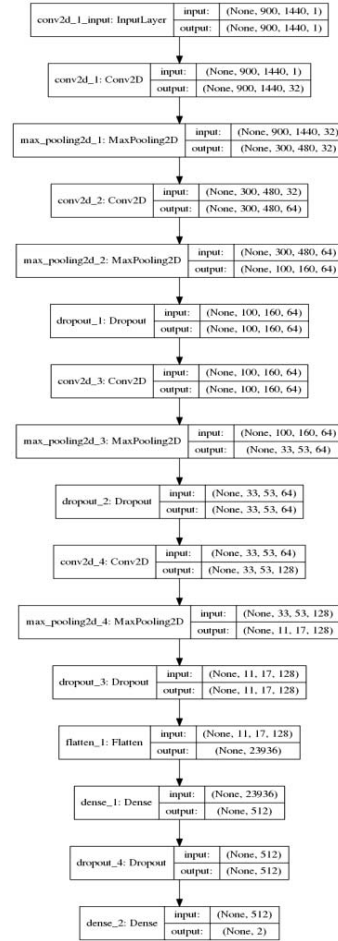 conv2d_1_input: InputLayer
input: (None, 900, 1440, 1)
output: (None, 900, 1440, 1)
conv2d_1: Conv2D
input: (None, 900, 1440, 1)
output: (None, 900, 1440, 32)
max_pooling2d_1: MaxPooling2D
input: (None, 900, 1440, 32)
output: (None, 300, 480, 32)
conv2d_2: Conv2D
input: (None, 300, 480, 32)
output: (None, 300, 480, 64)
max_pooling2d_2: MaxPooling2D
input: (None, 300, 480, 64)
output: (None, 100, 160, 64)
dropout_1: Dropout
input: (None, 100, 160, 64)
output: (None, 100, 160, 64)
conv2d_3: Conv2D
input: (None, 100, 160, 64)
output: (None, 100, 160, 64)
max_pooling2d_3: MaxPooling2D
input: (None, 100, 160, 64)
output: (None, 33, 53, 64)
dropout_2: Dropout
input: (None, 33, 53, 64)
output: (None, 33, 53, 64)
conv2d_4: Conv2D
input: (None, 33, 53, 64)
output: (None, 33, 53, 128)
max_pooling2d_4: MaxPooling2D
input: (None, 33, 53, 128)
output: (None, 11, 17, 128)
dropout_3: Dropout
input: (None, 11, 17, 128)
output: (None, 11, 17, 128)
flatten_1: Flatten
input: (None, 11, 17, 128)
output: (None, 23936)
dense_1: Dense
input: (None, 23936)
output: (None, 512)
dropout_4: Dropout
input: (None, 512)
output: (None, 512)
dense_2: Dense
input: (None, 512)
output: (None, 2)